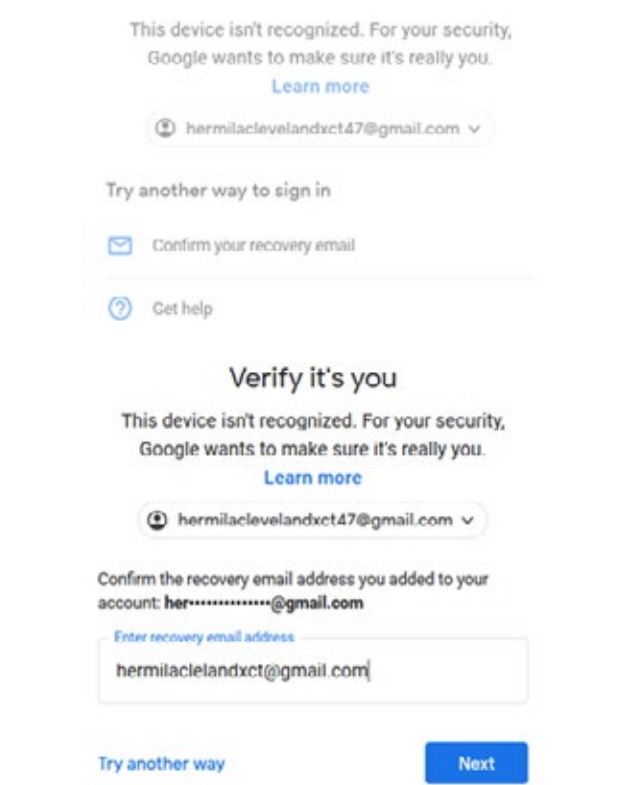 This device isn't recognized. For your security,
Google wants to make sure it's really you.
Learn more
hermilaclevelandxct47@gmail.com
Try another way to sign in
Confirm your recovery email
Get help
Verify it's you
This device isn't recognized. For your security,
Google wants to make sure it's really you.
Learn more
hermilaclevelandxct47@gmail.com
Confirm the recovery email address you added to your
account: her••••••••••••••@gmail.com
Enter recovery email address
hermilaclelandxct@gmail.com
Try another way
Next